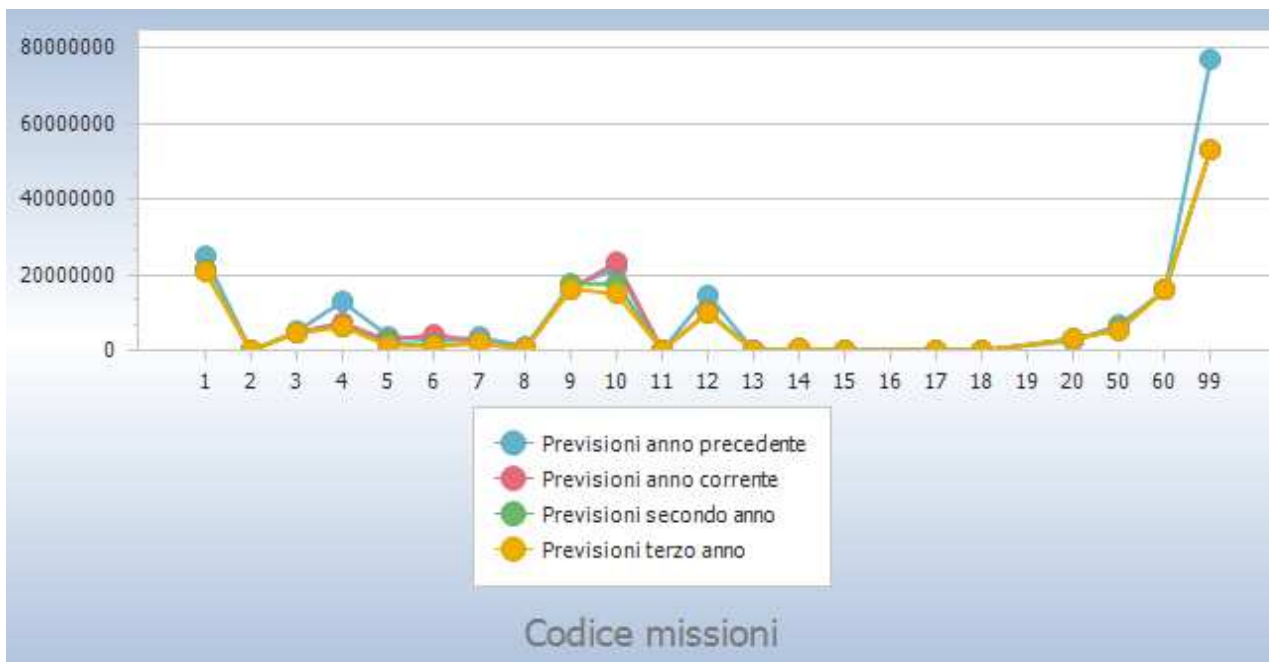 80000000
60000000
40000000
20000000
0
1 2 3 4 5 6 7 8 9 10 11 12 13 14 15 16 17 18 19 20 50 60 99
Previsioni anno precedente
Previsioni anno corrente
Previsioni secondo anno
Previsioni terzo anno
Codice missioni